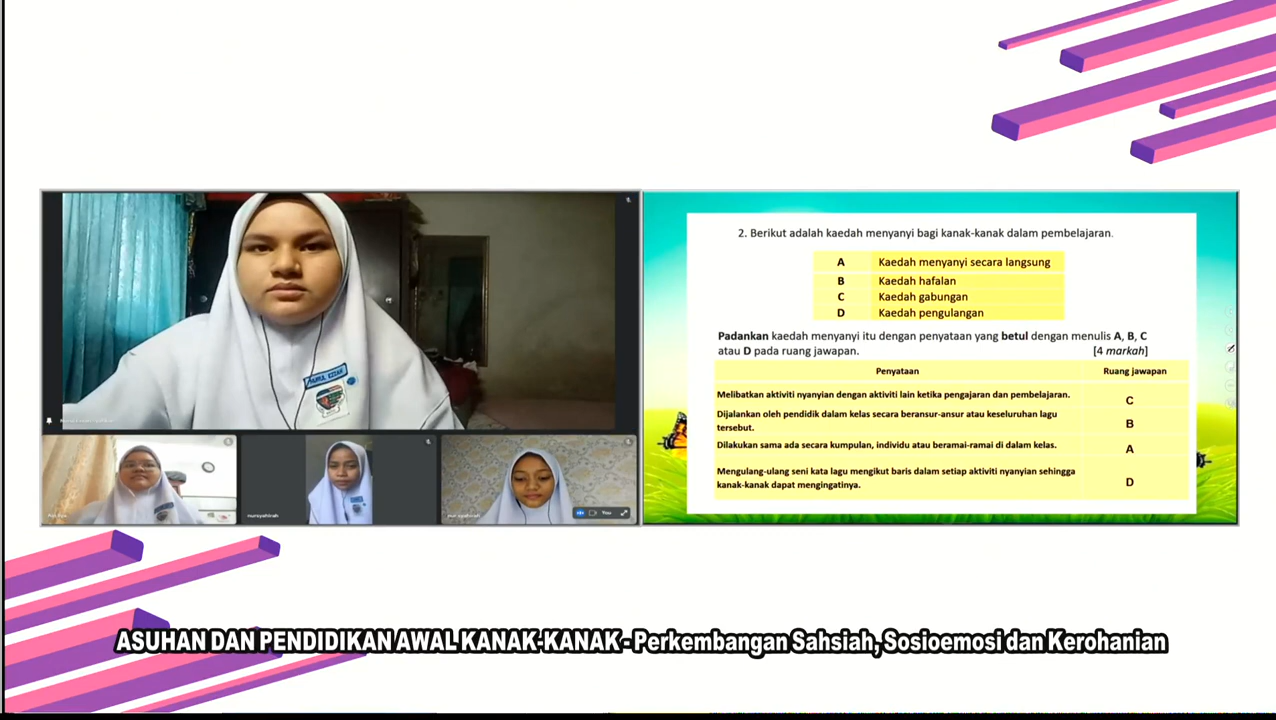 2. Berikut adalah kaedah menyanyi bagi kanak-kanak dalam pembelajaran.
A Kaedah menyanyi secara langsung
B Kaedah hafalan
C Kaedah gabungan
D Kaedah pengulangan
Padankan kaedah menyanyi itu dengan penyataan yang betul dengan menulis A, B, C
atau D pada ruang jawapan. [4 markah]
Penyataan Ruang jawapan
Melibatkan aktiviti nyanyian dengan aktiviti lain ketika pengajaran dan pembelajaran. C
Dijalankan oleh pendidik dalam kelas secara beransur-ansur atau keseluruhan lagu
tersebut. B
Dilakukan sama ada secara kumpulan, individu atau beramai-ramai di dalam kelas. A
Mengulang-ulang seni kata lagu mengikut baris dalam setiap aktiviti nyanyian sehingga
kanak-kanak dapat mengingatinya. D
nursyahirah
You
ASUHAN DAN PENDIDIKAN AWAL KANAK-KANAK - Perkembangan Sahsiah, Sosioemosi dan Kerohanian